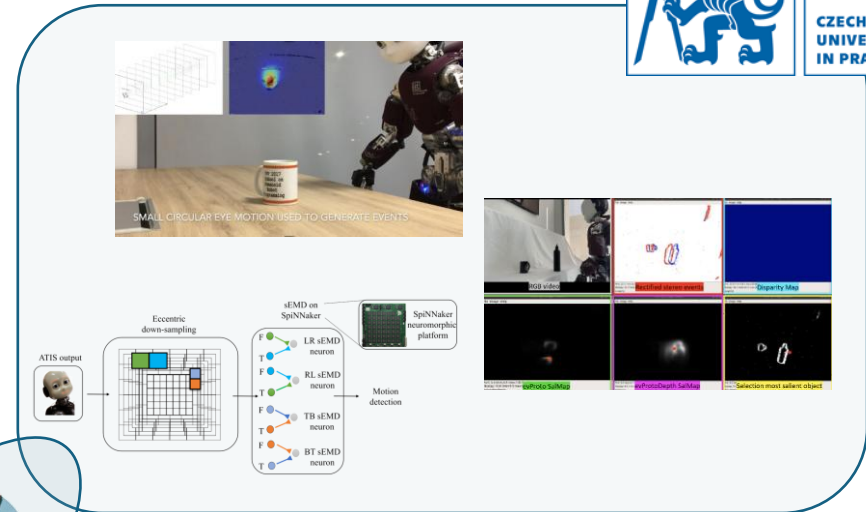 CZECH
UNIVE
IN PRA
SMALL CIRCULAR EYE MOTION USED TO GENERATE EVENTS
RGB video
Rectified stereo events
Disparity Map
evProto SalMap
evProtoDepth SalMap
Selection most salient object
ATIS output
Eccentric
down-sampling
sEMD on
SpiNNaker
SpiNNaker
neuromorphic
platform
F
T
LR sEMD
neuron
F
T
RL sEMD
neuron
F
T
TB sEMD
neuron
F
T
BT sEMD
neuron
Motion
detection